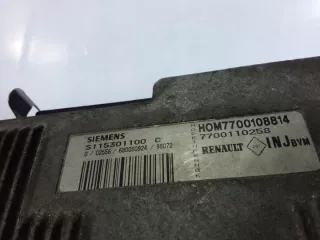 SIEMENS
S115301100 C
HOM7700108814
7700110258
RENAULT INJ BVM